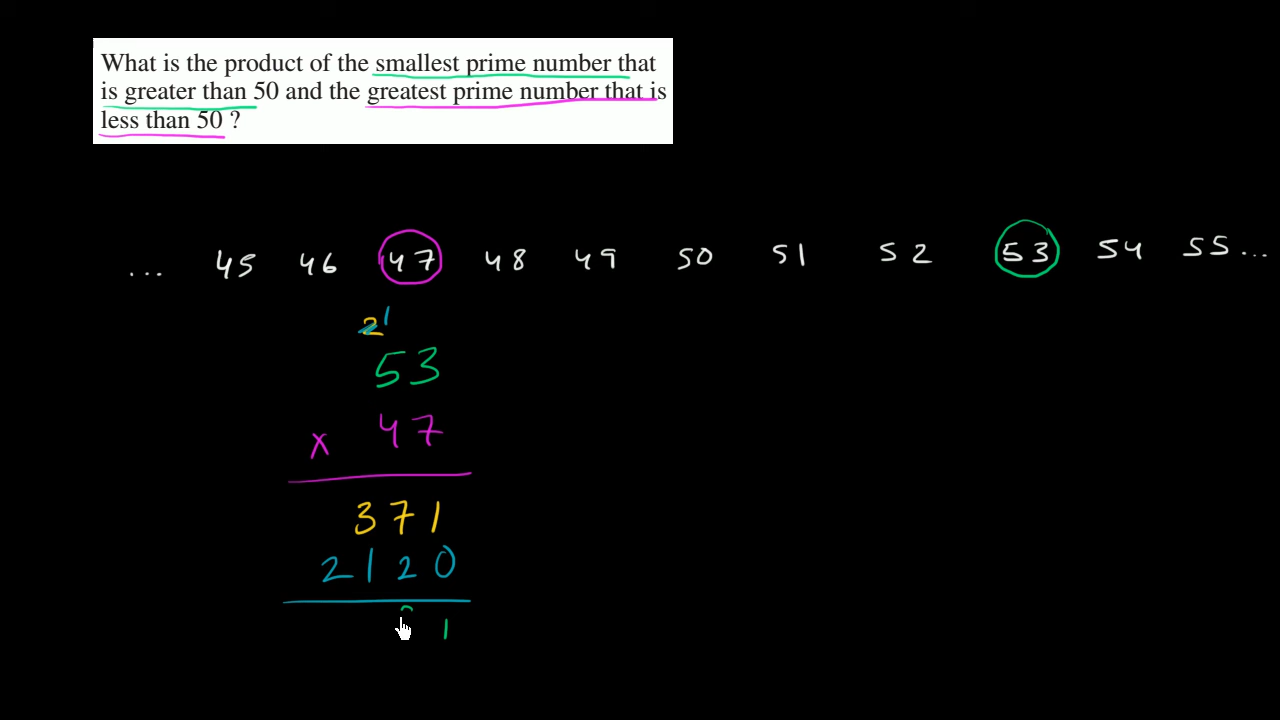 What is the product of the smallest prime number that
is greater than 50 and the greatest prime number that is
less than 50 ?
... 45 46 47 48 49 50 51 52 53 54 55 ...
2 1
53
x 47
371
2120
1